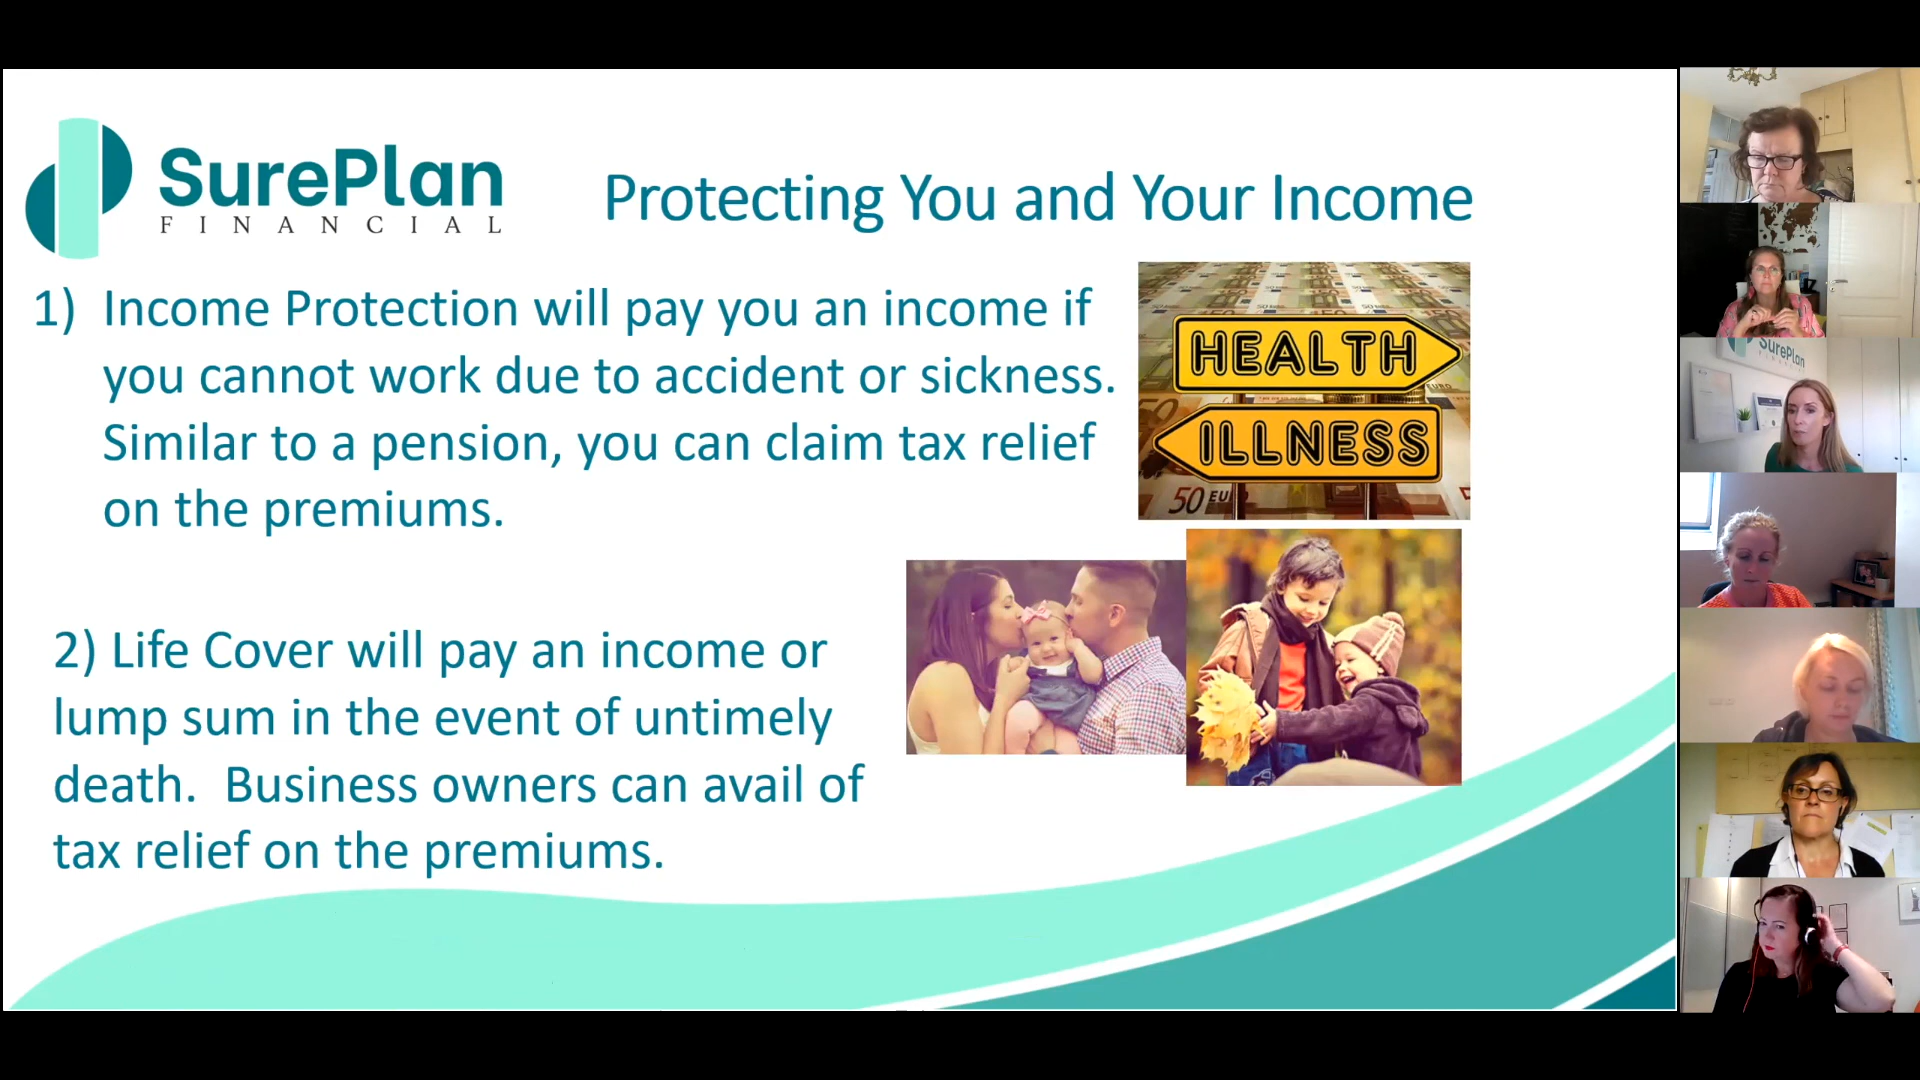 SurePlan
FINANCIAL
Protecting You and Your Income
1) Income Protection will pay you an income if
you cannot work due to accident or sickness.
Similar to a pension, you can claim tax relief
on the premiums.
HEALTH
ILLNESS
50 EU
2) Life Cover will pay an income or
lump sum in the event of untimely
death. Business owners can avail of
tax relief on the premiums.
SurePlan